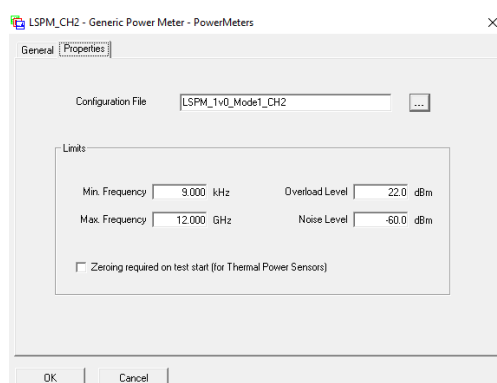 LSPM_CH2 - Generic Power Meter - PowerMeters
General Properties
Configuration File LSPM_1v0_Mode1_CH2 ...
Limits
Min. Frequency 9.000 kHz Overload Level 22.0 dBm
Max. Frequency 12.000 GHz Noise Level -60.0 dBm
Zeroing required on test start (for Thermal Power Sensors)
OK Cancel